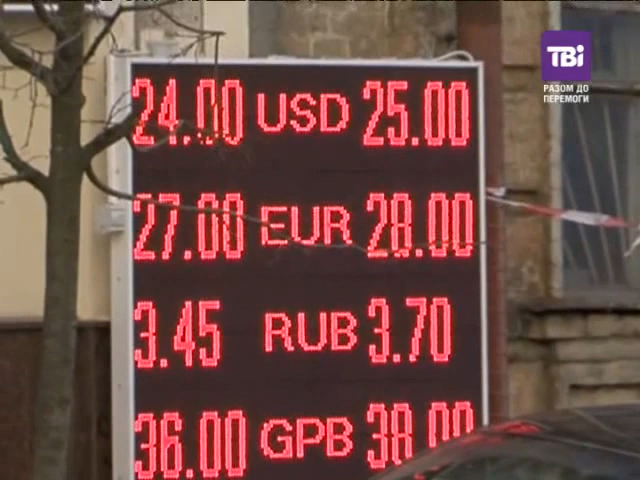 ТВі
РАЗОМ ДО
ПЕРЕМОГИ
24.00 USD 25.00
27.00 EUR 28.00
3.45 RUB 3.70
36.00 GPB 38.00